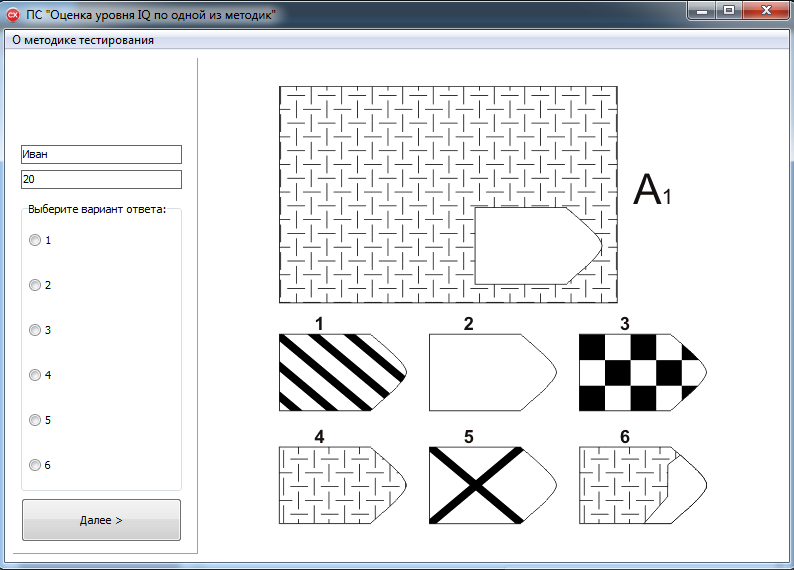 ПС "Оценка уровня IQ по одной из методик"
О методике тестирования
Иван
20
Выберите вариант ответа:
1
2
3
4
5
6
Далее >
A1
1 2 3
4 5 6